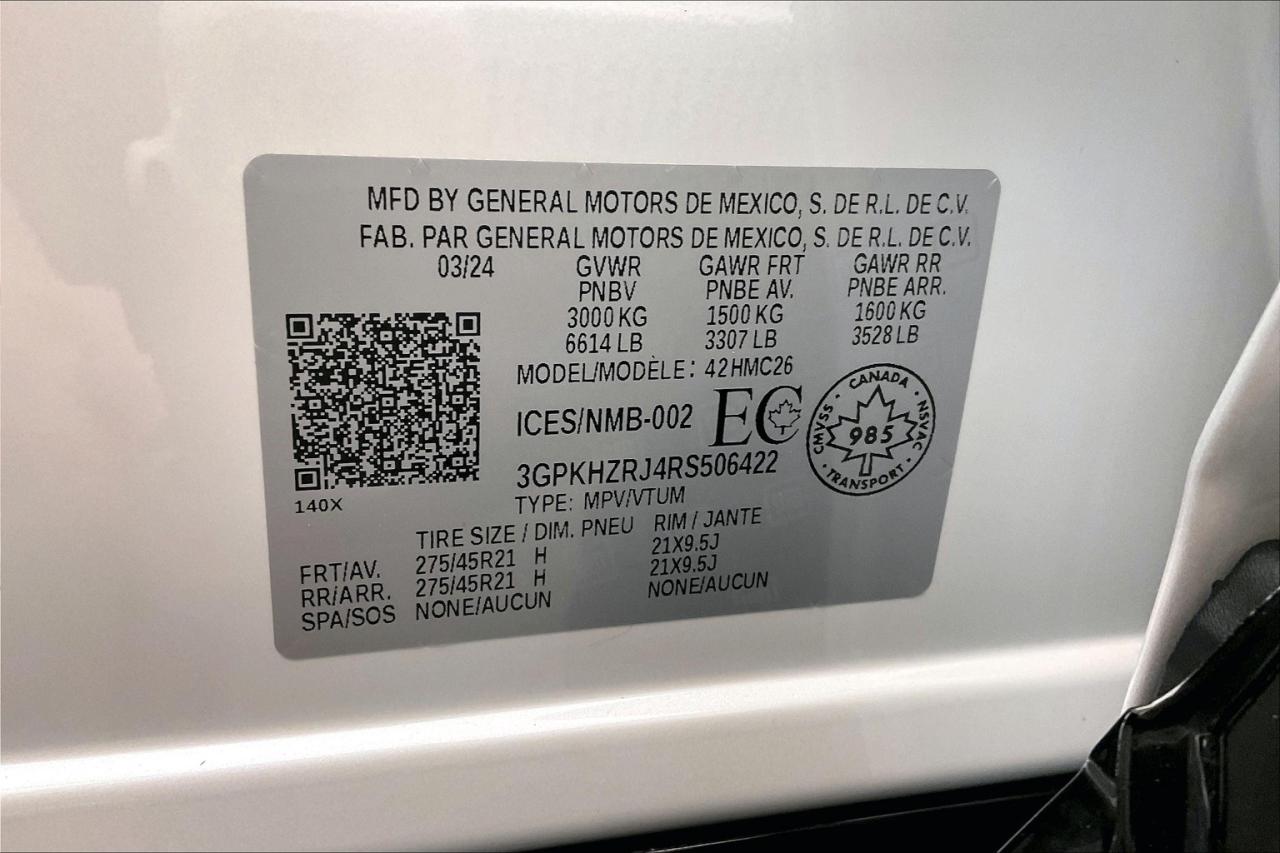 MFD BY GENERAL MOTORS DE MEXICO, S. DE R.L. DE C.V.
FAB. PAR GENERAL MOTORS DE MEXICO, S. DE R.L. DE C.V.
03/24 GVWR GAWR FRT GAWR RR
PNBV PNBE AV. PNBE ARR.
3000 KG 1500 KG 1600 KG
6614 LB 3307 LB 3528 LB
MODEL/MODÈLE: 42HMC26
ICES/NMB-002 EC
CANADA
CMVSS 985 NSVAC
TRANSPORT
3GPKHZRJ4RS506422
140X
TYPE: MPV/VTUM
TIRE SIZE / DIM. PNEU RIM / JANTE
FRT/AV. 275/45R21 H 21X9.5J
RR/ARR. 275/45R21 H 21X9.5J
SPA/SOS NONE/AUCUN NONE/AUCUN